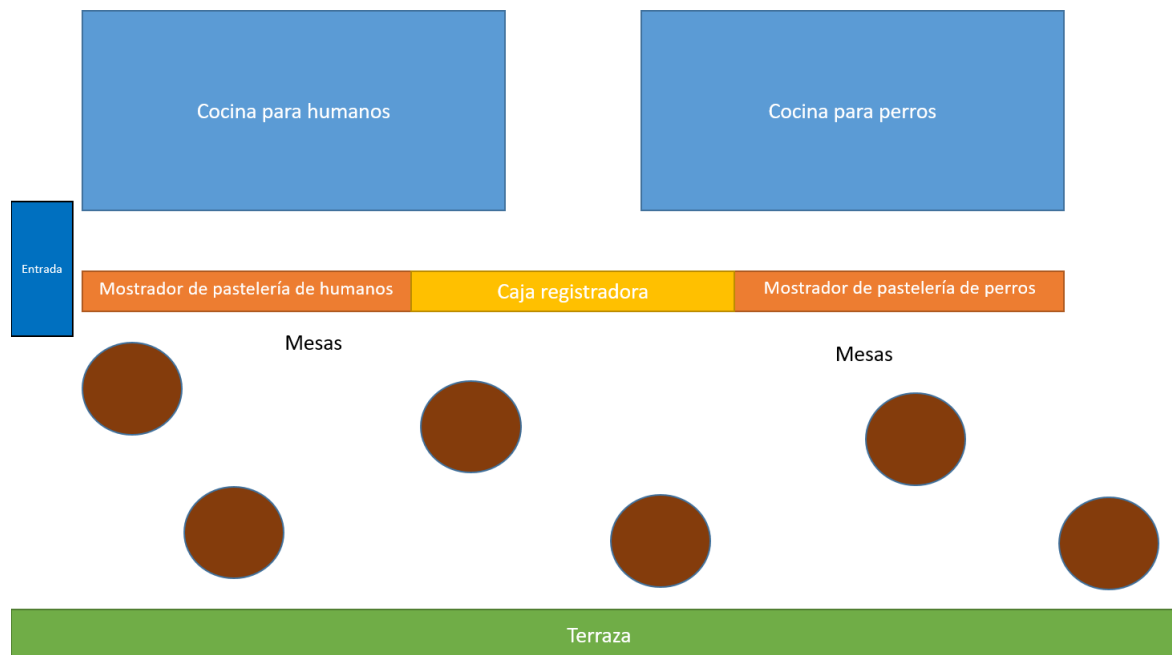 Cocina para humanos
Cocina para perros
Entrada
Mostrador de pastelería de humanos
Caja registradora
Mostrador de pastelería de perros
Mesas
Mesas
Terraza